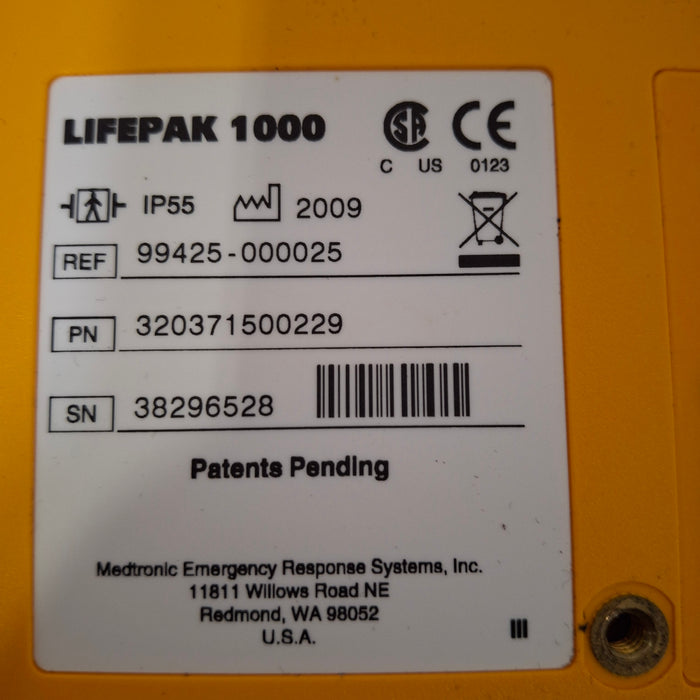 LIFEPAK 1000
C US 0123
IP55 2009
REF 99425-000025
PN 320371500229
SN 38296528
Patents Pending
Medtronic Emergency Response Systems, Inc.
11811 Willows Road NE
Redmond, WA 98052
U.S.A.
III